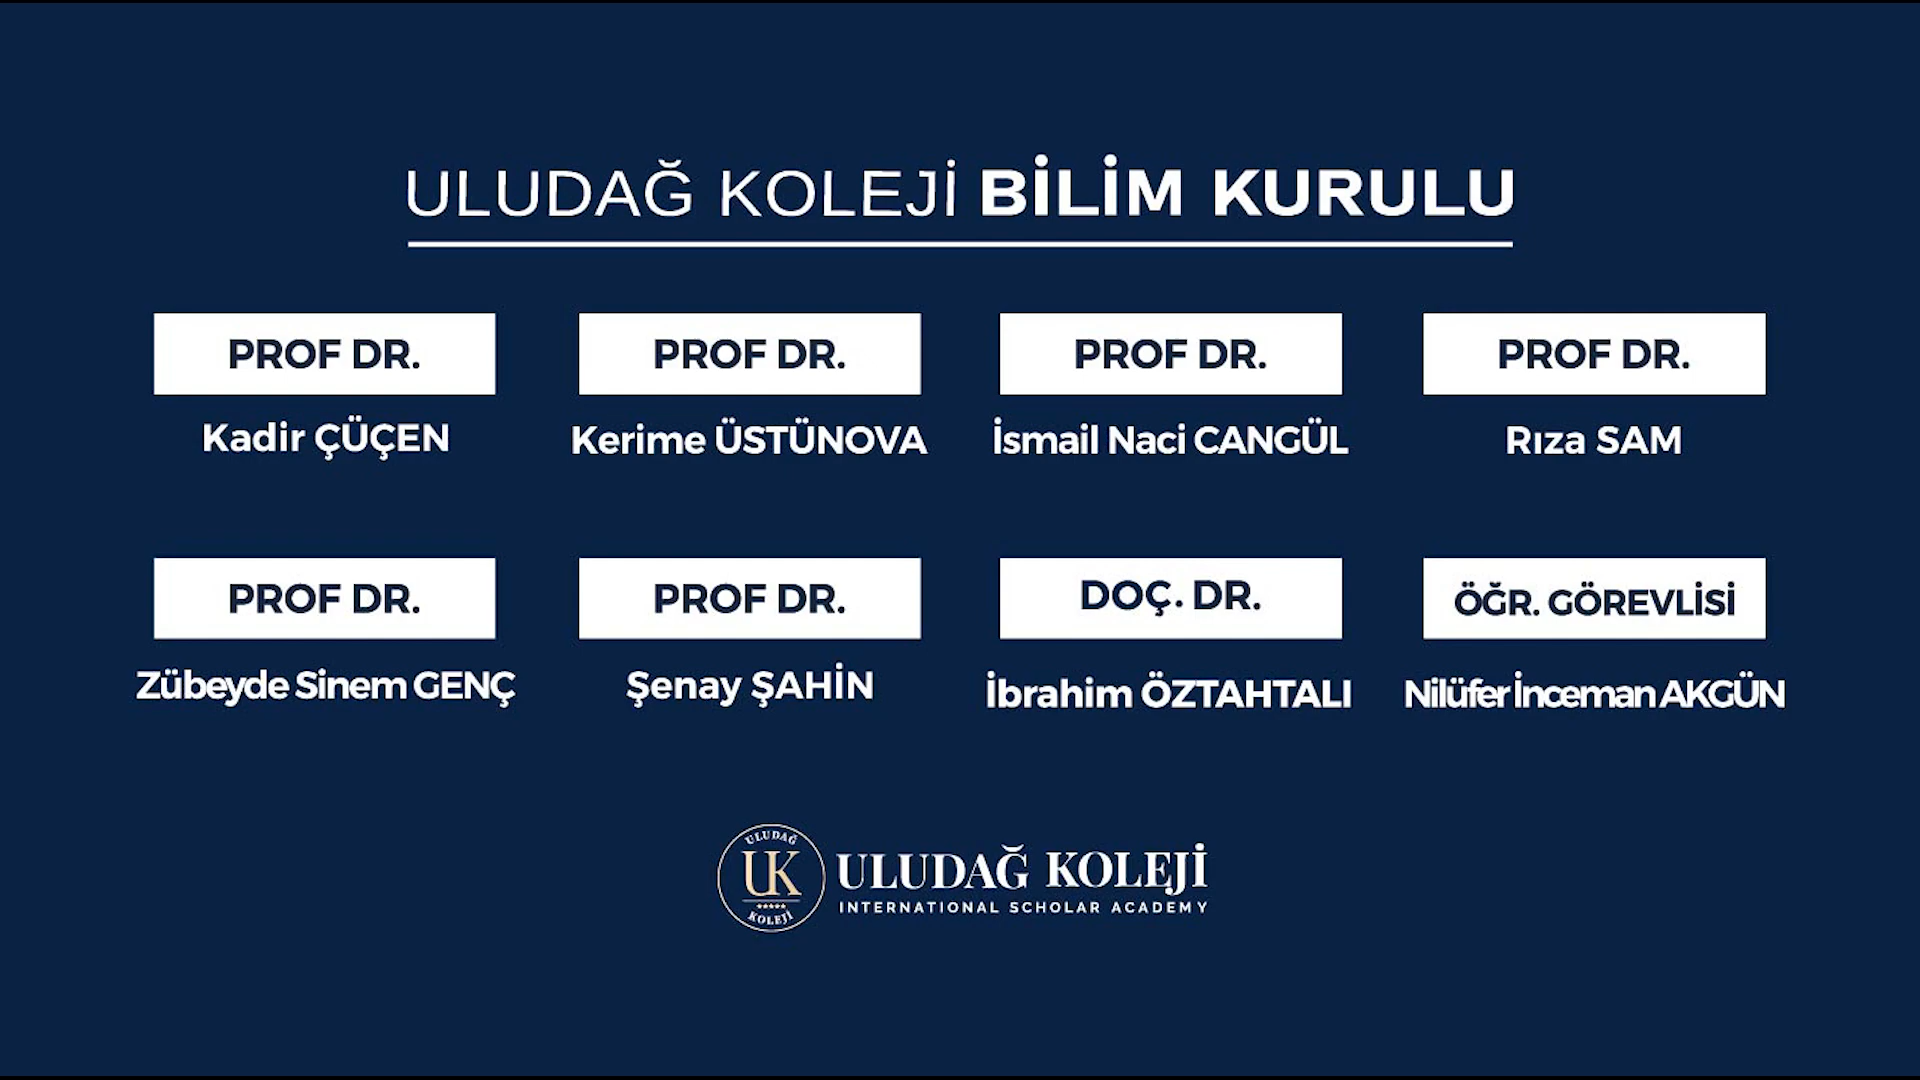 ULUDAĞ KOLEJİ BİLİM KURULU
PROF DR. PROF DR. PROF DR. PROF DR.
Kadir ÇÜÇEN Kerime ÜSTÜNOVA İsmail Naci CANGÜL Rıza SAM
PROF DR. PROF DR. DOÇ. DR. ÖĞR. GÖREVLİSİ
Zübeyde Sinem GENÇ Şenay ŞAHİN İbrahim ÖZTAHTALI Nilüfer İnceman AKGÜN
ULUDAĞ
UK
KOLEJİ
ULUDAĞ KOLEJİ
INTERNATIONAL SCHOLAR ACADEMY